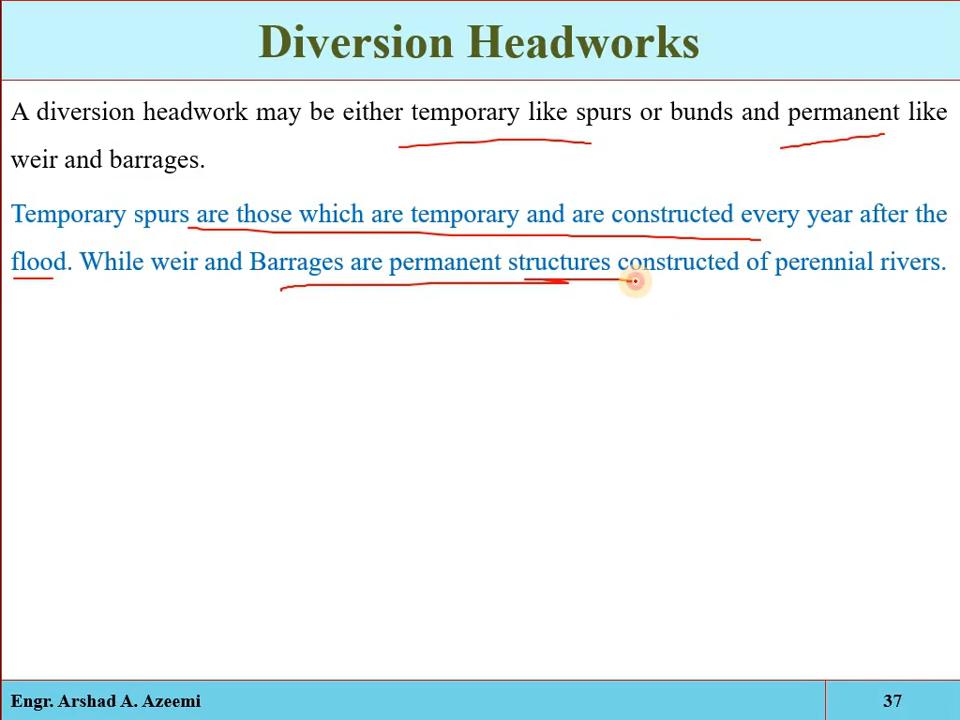 Diversion Headworks
A diversion headwork may be either temporary like spurs or bunds and permanent like
weir and barrages.
Temporary spurs are those which are temporary and are constructed every year after the
flood. While weir and Barrages are permanent structures constructed of perennial rivers.
Engr. Arshad A. Azeemi
37